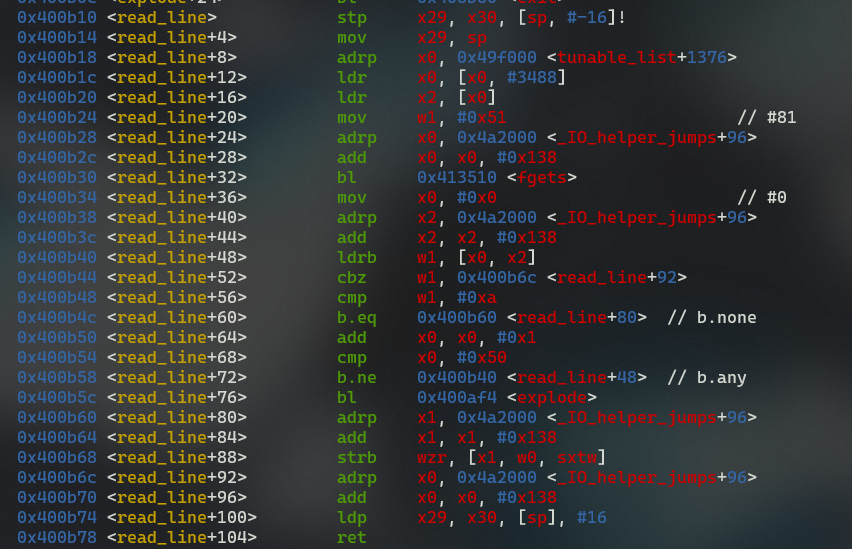 0x400b10 <read_line>            stp     x29, x30, [sp, #-16]!
0x400b14 <read_line+4>          mov     x29, sp
0x400b18 <read_line+8>          adrp    x0, 0x49f000 <tunable_list+1376>
0x400b1c <read_line+12>         ldr     x0, [x0, #3488]
0x400b20 <read_line+16>         ldr     x2, [x0]
0x400b24 <read_line+20>         mov     w1, #0x51                       // #81
0x400b28 <read_line+24>         adrp    x0, 0x4a2000 <_IO_helper_jumps+96>
0x400b2c <read_line+28>         add     x0, x0, #0x138
0x400b30 <read_line+32>         bl      0x413510 <fgets>
0x400b34 <read_line+36>         mov     x0, #0x0                        // #0
0x400b38 <read_line+40>         adrp    x2, 0x4a2000 <_IO_helper_jumps+96>
0x400b3c <read_line+44>         add     x2, x2, #0x138
0x400b40 <read_line+48>         ldrb    w1, [x0, x2]
0x400b44 <read_line+52>         cbz     w1, 0x400b6c <read_line+92>
0x400b48 <read_line+56>         cmp     w1, #0xa
0x400b4c <read_line+60>         b.eq    0x400b60 <read_line+80>  // b.none
0x400b50 <read_line+64>         add     x0, x0, #0x1
0x400b54 <read_line+68>         cmp     x0, #0x50
0x400b58 <read_line+72>         b.ne    0x400b40 <read_line+48>  // b.any
0x400b5c <read_line+76>         bl      0x400af4 <explode>
0x400b60 <read_line+80>         adrp    x1, 0x4a2000 <_IO_helper_jumps+96>
0x400b64 <read_line+84>         add     x1, x1, #0x138
0x400b68 <read_line+88>         strb    wzr, [x1, w0, sxtw]
0x400b6c <read_line+92>         adrp    x0, 0x4a2000 <_IO_helper_jumps+96>
0x400b70 <read_line+96>         add     x0, x0, #0x138
0x400b74 <read_line+100>        ldp     x29, x30, [sp], #16
0x400b78 <read_line+104>        ret